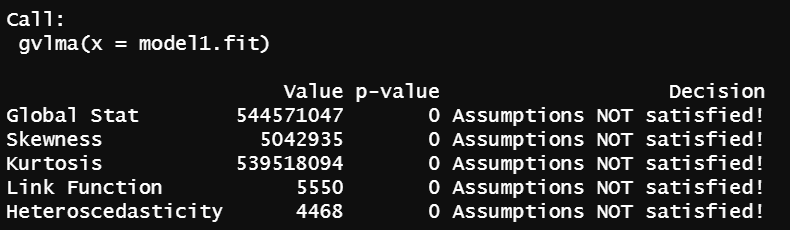 Call:
gvlma(x = model1.fit)
Value p-value Decision
Global Stat 544571047 0 Assumptions NOT satisfied!
Skewness 5042935 0 Assumptions NOT satisfied!
Kurtosis 539518094 0 Assumptions NOT satisfied!
Link Function 5550 0 Assumptions NOT satisfied!
Heteroscedasticity 4468 0 Assumptions NOT satisfied!